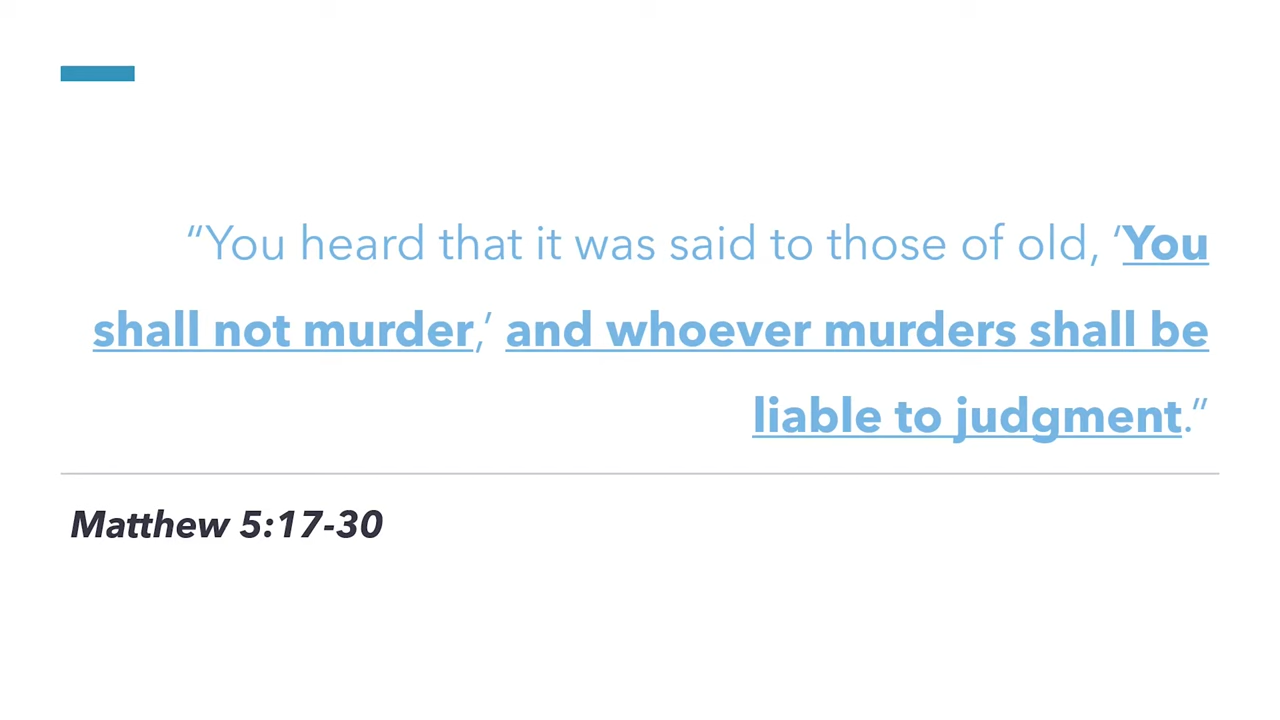 “You heard that it was said to those of old, ‘You
shall not murder,’ and whoever murders shall be
liable to judgment.”
Matthew 5:17-30